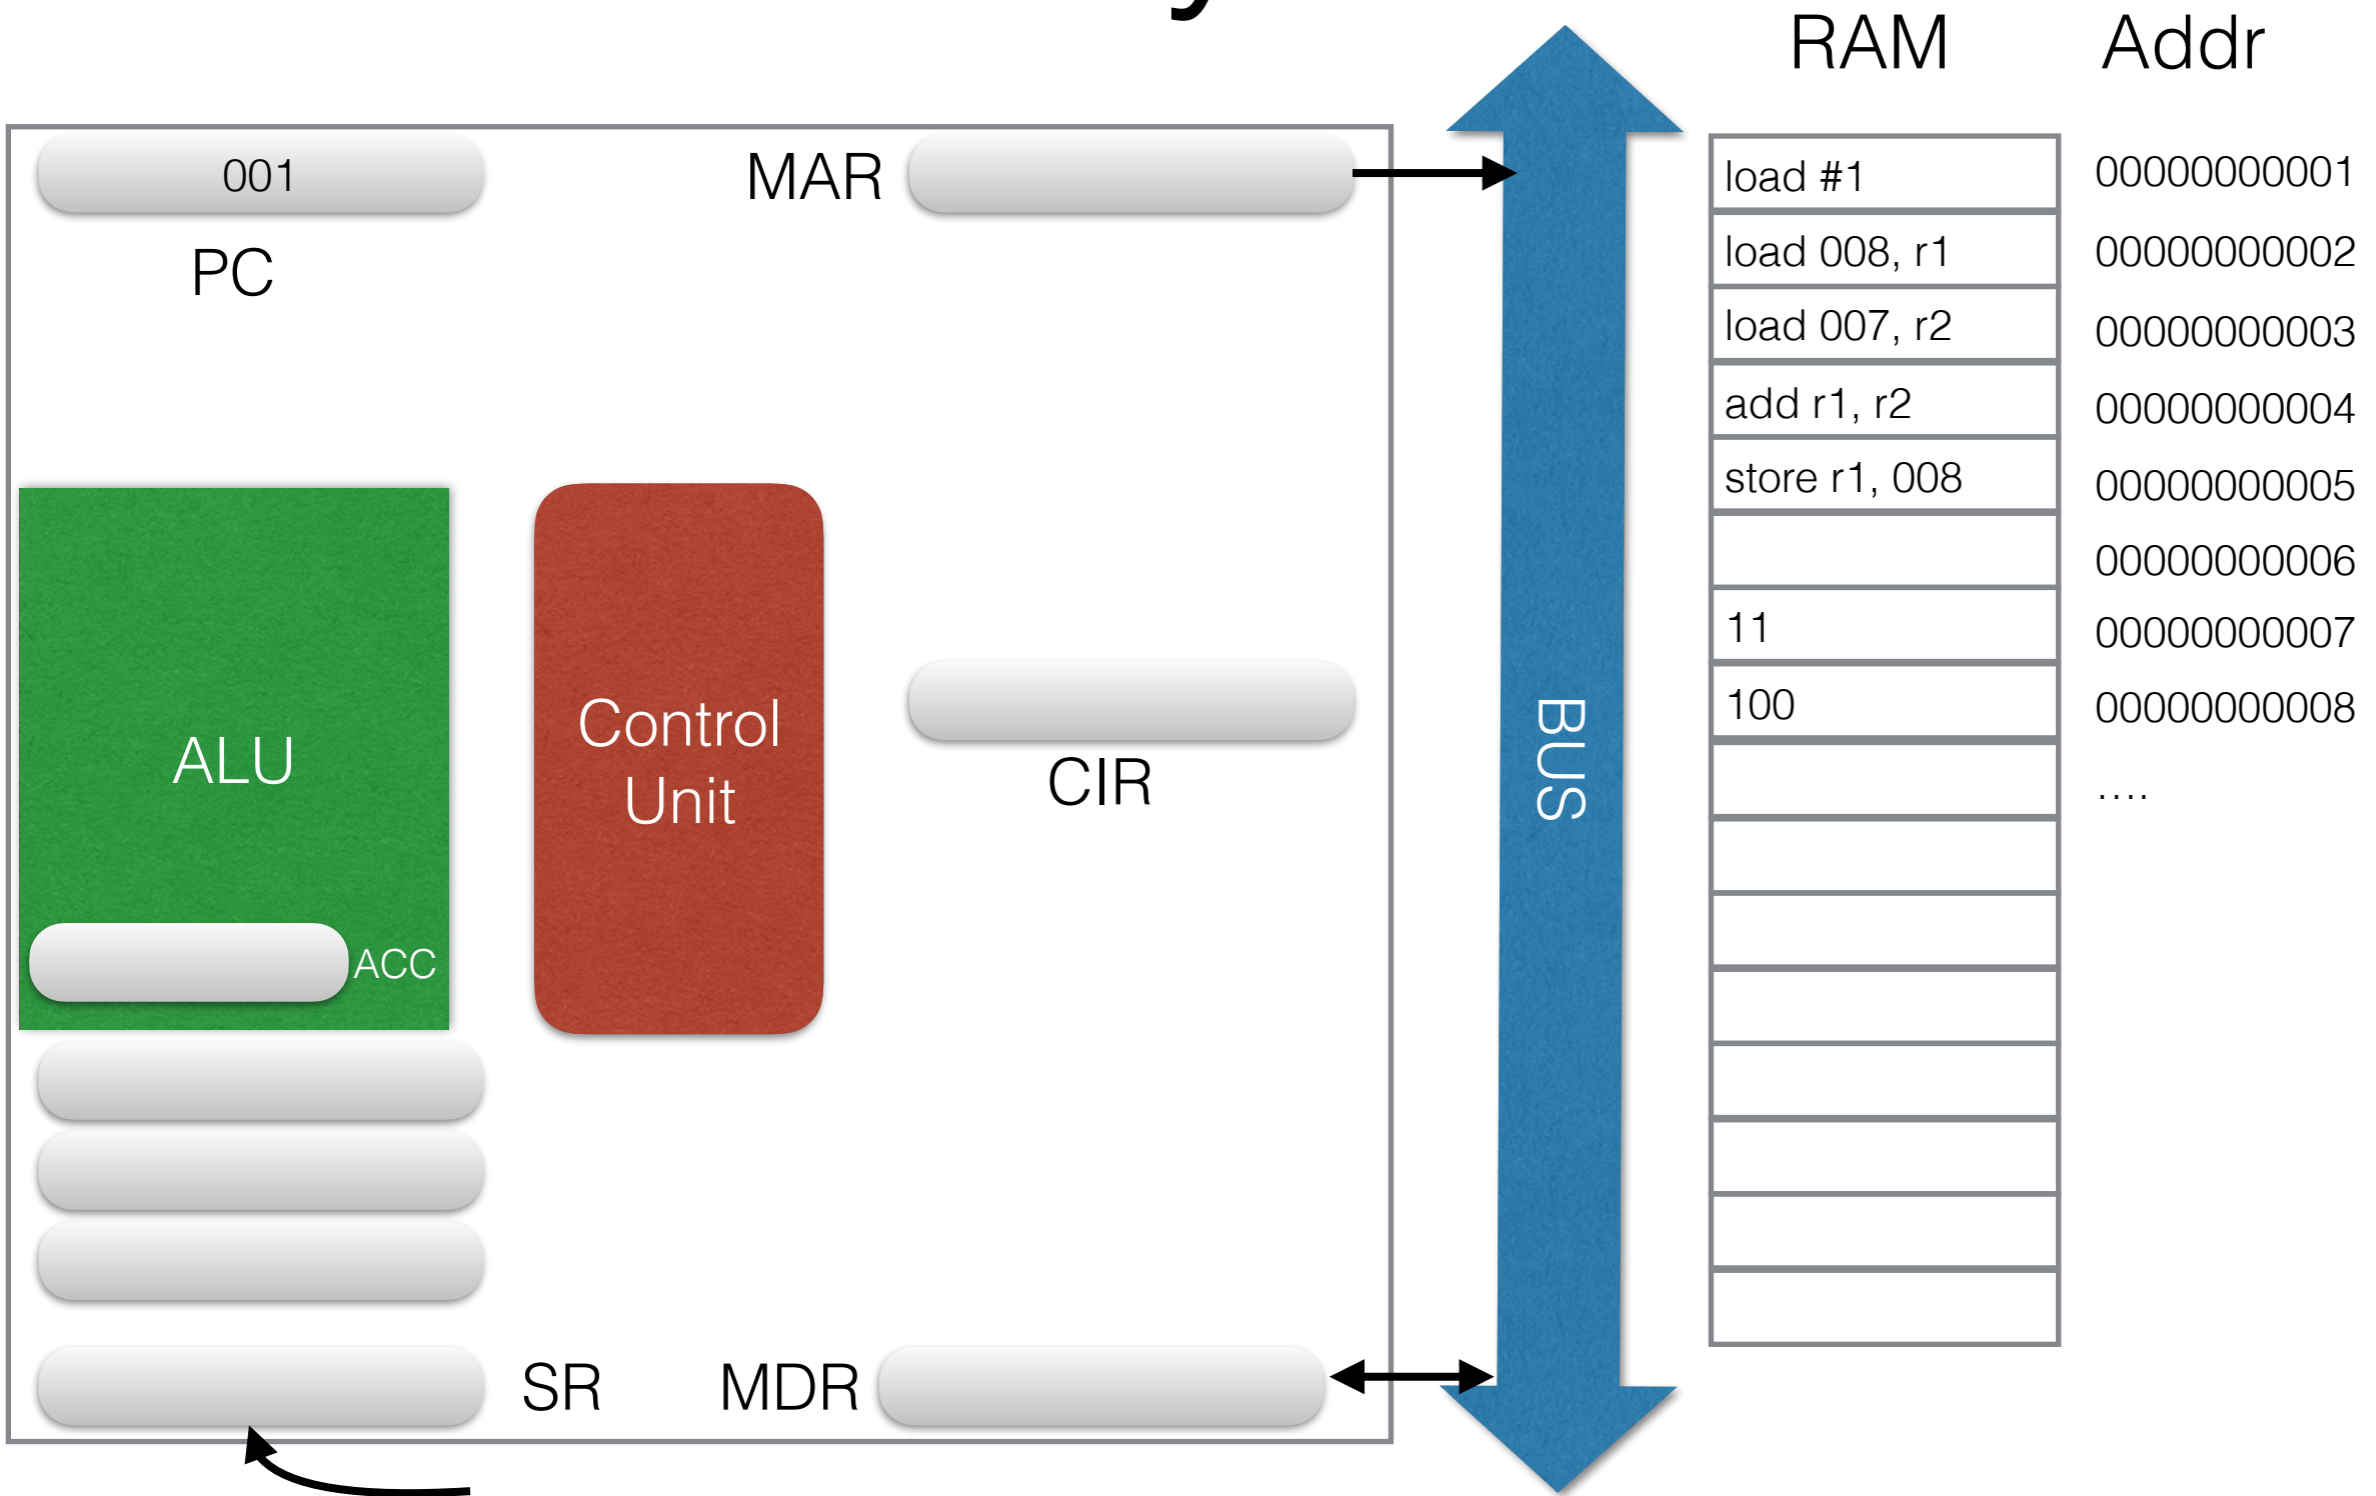 RAM Addr
001
PC
MAR
load #1 00000000001
load 008, r1 00000000002
load 007, r2 00000000003
add r1, r2 00000000004
store r1, 008 00000000005
00000000006
11 00000000007
100 00000000008
....
ALU
Control
Unit
CIR
BUS
ACC
SR
MDR